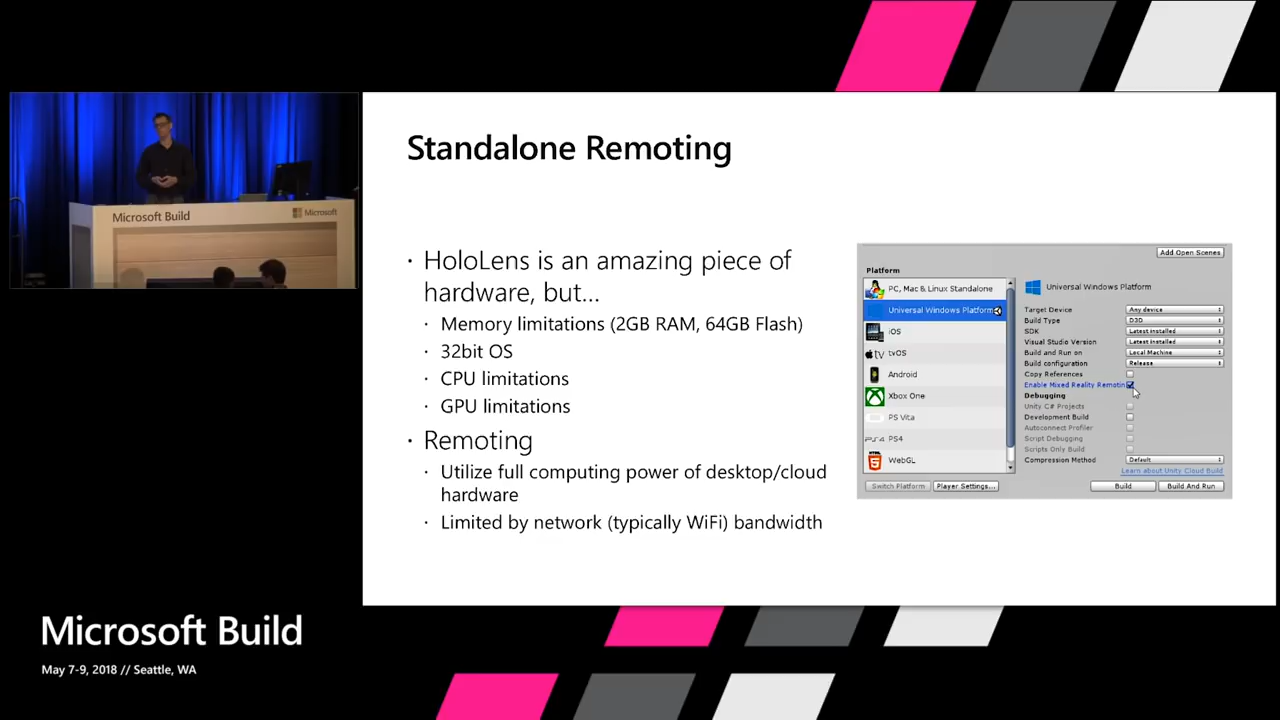 Microsoft Build
Microsoft
Standalone Remoting
· HoloLens is an amazing piece of
hardware, but...
· Memory limitations (2GB RAM, 64GB Flash)
· 32bit OS
· CPU limitations
· GPU limitations
· Remoting
· Utilize full computing power of desktop/cloud
hardware
· Limited by network (typically WiFi) bandwidth
Add Open Scenes
Platform
PC, Mac & Linux Standalone
Universal Windows Platform
iOS
tvOS
Android
Xbox One
PS Vita
PS4
WebGL
Universal Windows Platform
Target Device Any device
Build Type D3D
SDK Latest installed
Visual Studio Version Latest installed
Build and Run on Local Machine
Build configuration Release
Copy References
Enable Mixed Reality Remotin
Debugging
Unity C# Projects
Development Build
Autoconnect Profiler
Script Debugging
Scripts Only Build
Compression Method Default
Learn about Unity Cloud Build
Switch Platform Player Settings...
Build Build And Run
Microsoft Build
May 7-9, 2018 // Seattle, WA